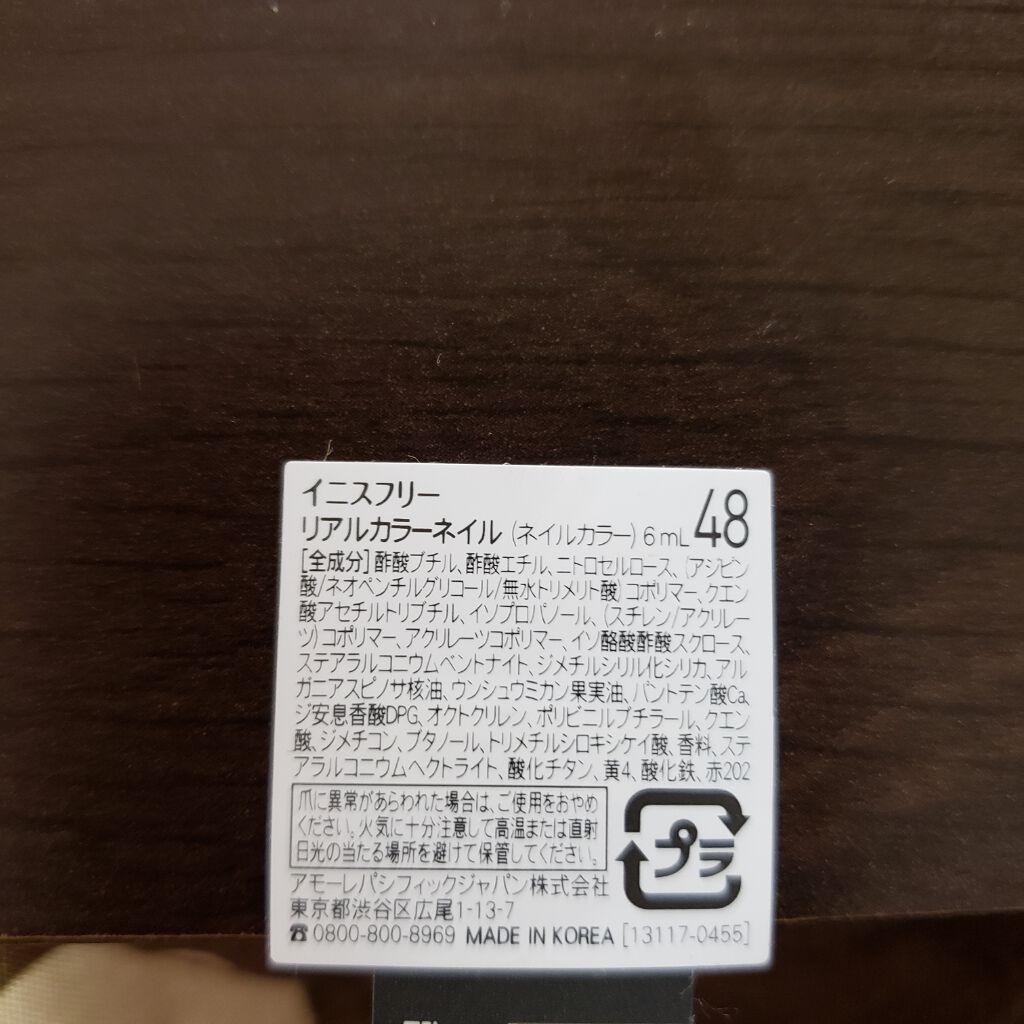 イニスフリー
リアルカラーネイル (ネイルカラー) 6mL 48
[全成分] 酢酸ブチル、酢酸エチル、ニトロセルロース、(アジピン
酸/ネオペンチルグリコール/無水トリメリト酸) コポリマー、クエン
酸アセチルトリブチル、イソプロパノール、(スチレン/アクリレー
ツ) コポリマー、アクリレーツコポリマー、イソ酪酸酢酸スクロース、
ステアラルコニウムベントナイト、ジメチルシリル化シリカ、アル
ガニアスピノサ核油、ウンシュウミカン果実油、パントテン酸Ca、
ジ安息香酸DPG、オクトクリレン、ポリビニルブチラール、クエン
酸、ジメチコン、ブタノール、トリメチルシロキシケイ酸、香料、ステ
アラルコニウムヘクトライト、酸化チタン、黄4、酸化鉄、赤202
爪に異常があらわれた場合は、ご使用をおやめ
ください。火気に十分注意して高温または直射
日光の当たる場所を避けて保管してください。
プラ
アモーレパシフィックジャパン株式会社
東京都渋谷区広尾1-13-7
☎ 0800-800-8969 MADE IN KOREA [13117-0455]